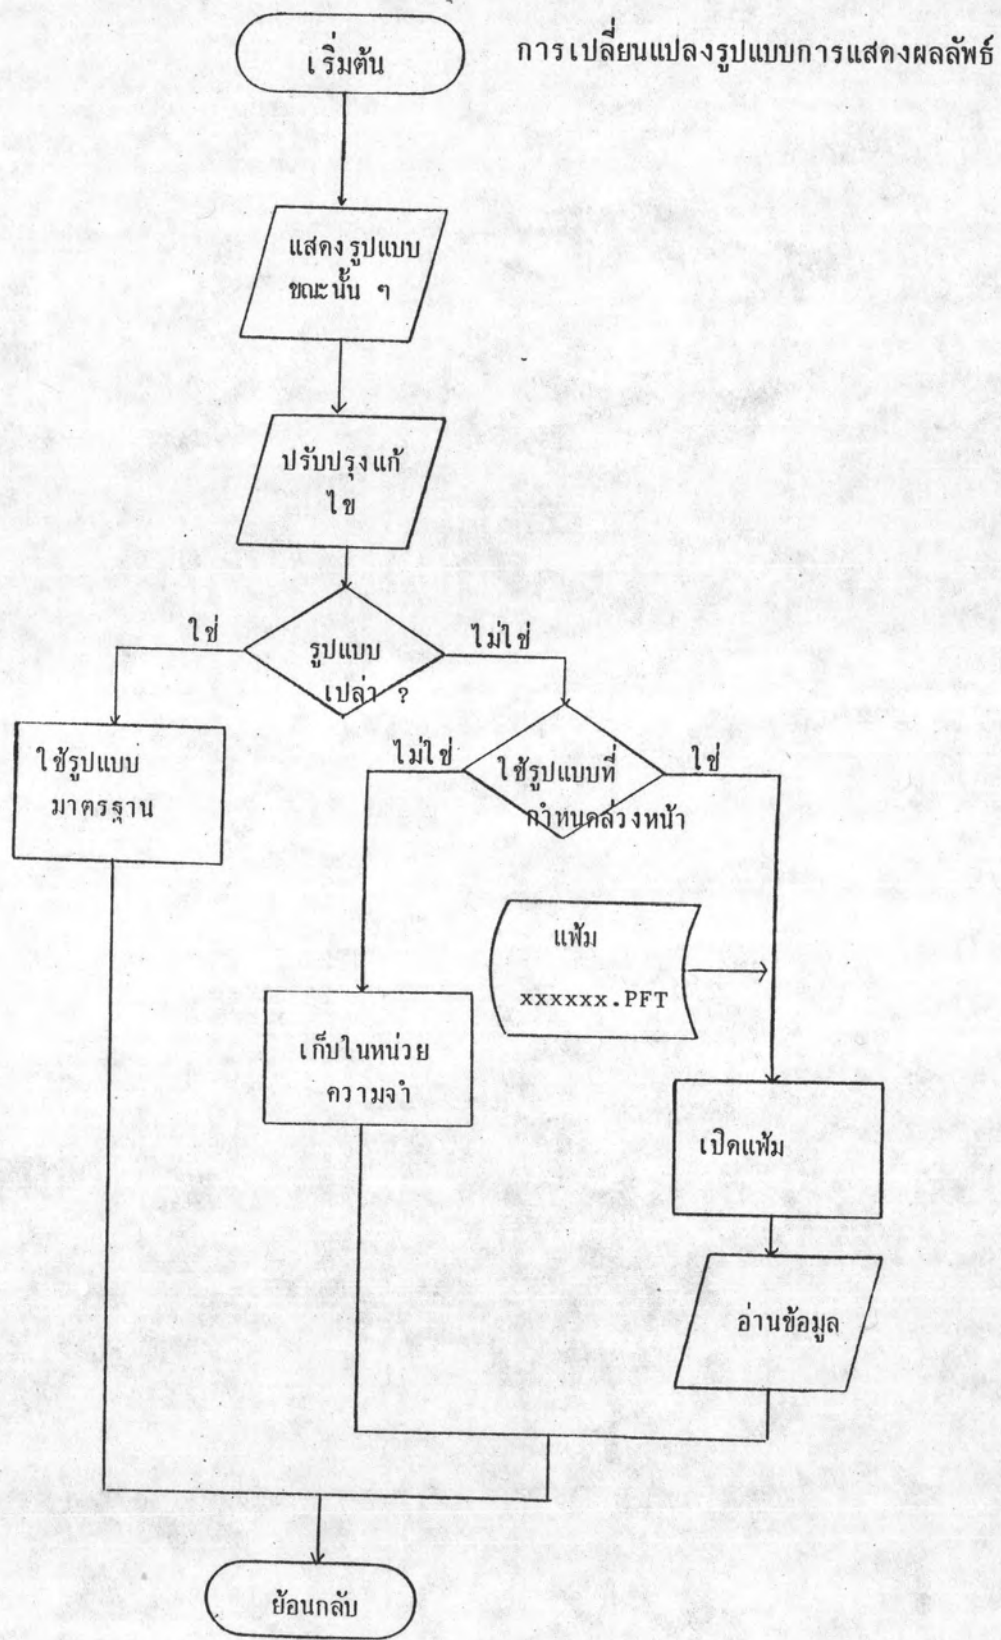 เริ่มต้น
การเปลี่ยนแปลงรูปแบบการแสดงผลลัพธ์
แสดงรูปแบบ
ขณะนั้น ๆ
ปรับปรุงแก้
ไข
ใช่
รูปแบบ
เปล่า ?
ไม่ใช่
ใช้รูปแบบ
มาตรฐาน
ไม่ใช่
ใช้รูปแบบที่
กำหนดล่วงหน้า
ใช่
แฟ้ม
xxxxxx.PFT
เก็บในหน่วย
ความจำ
เปิดแฟ้ม
อ่านข้อมูล
ย้อนกลับ